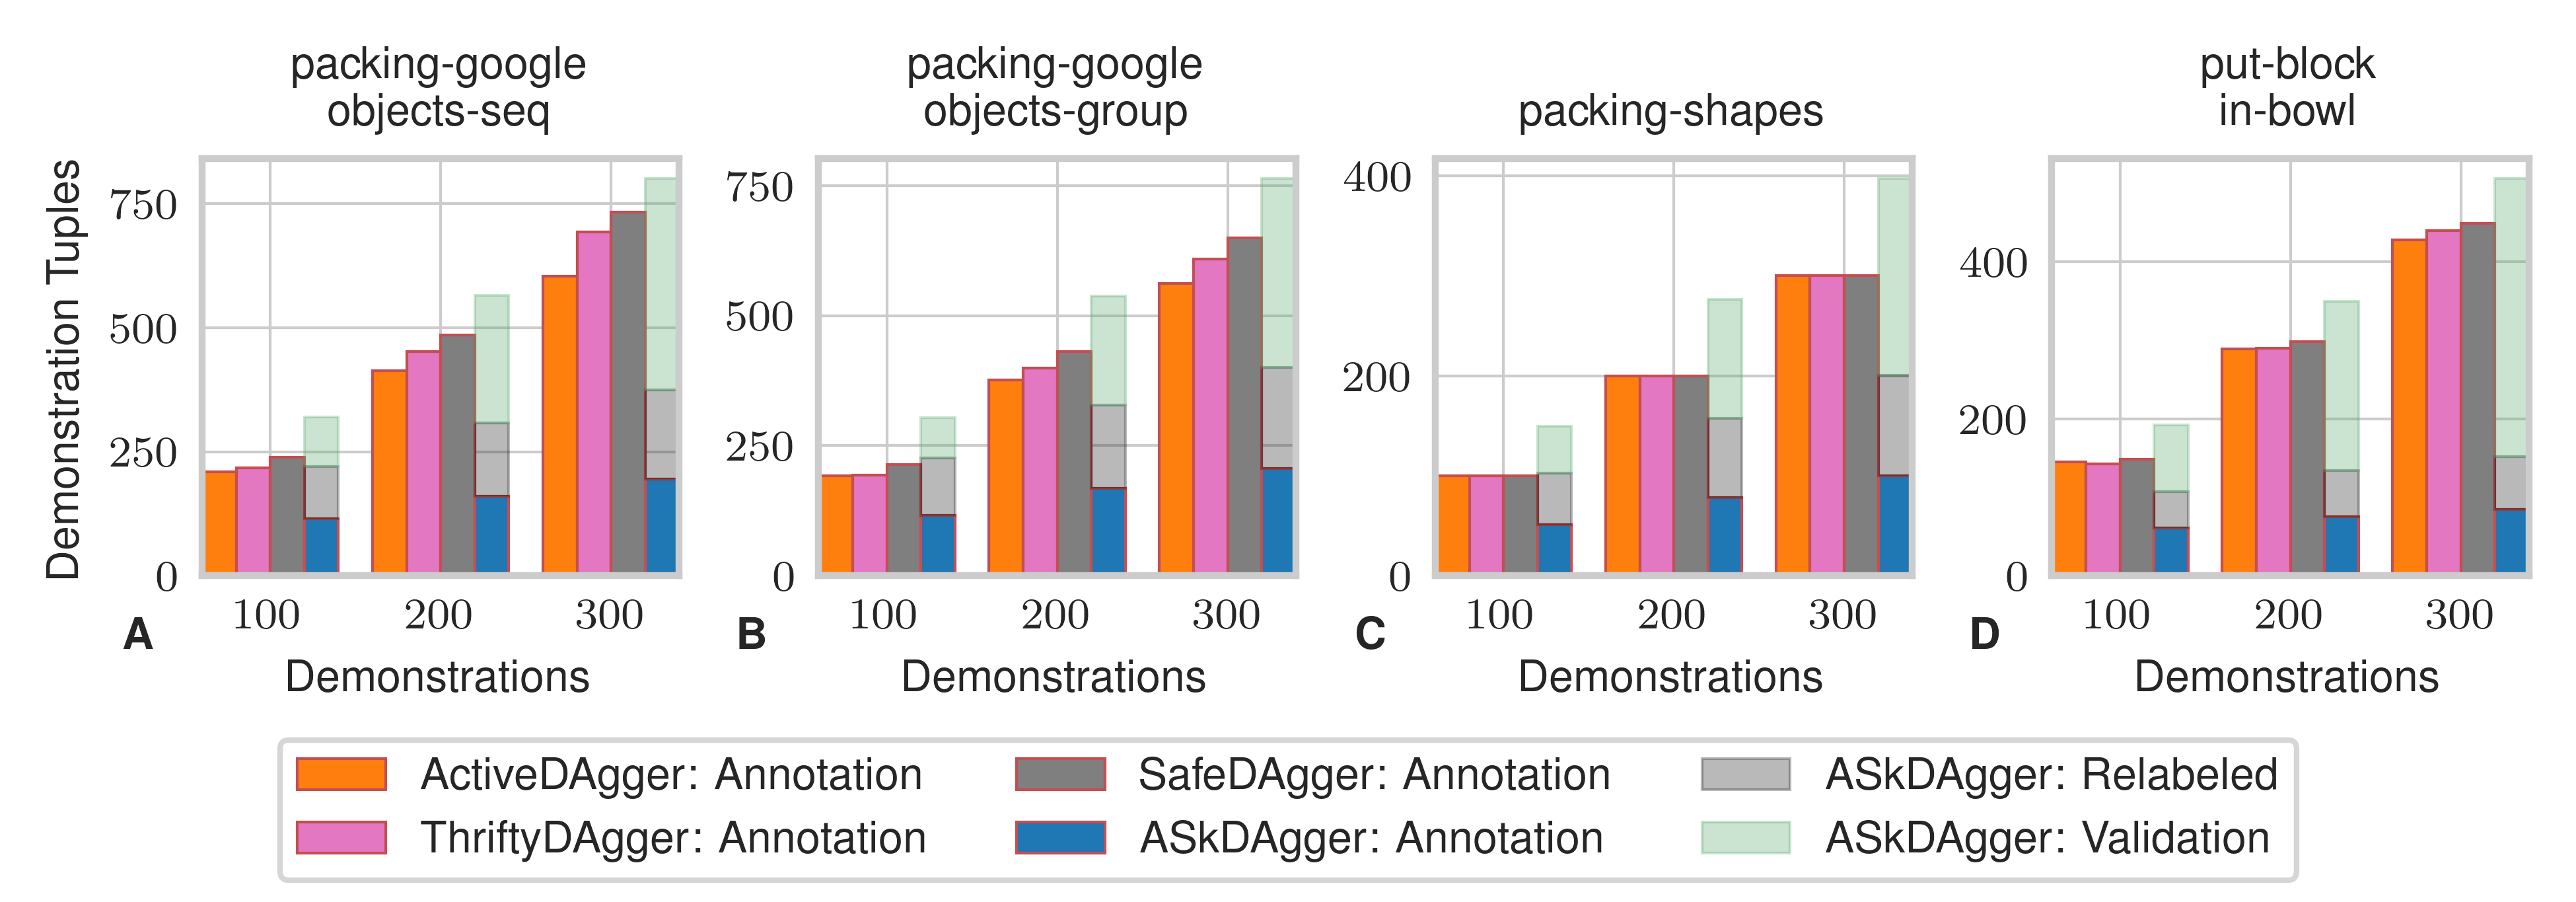 packing-google
objects-seq
packing-google
objects-group
packing-shapes
put-block
in-bowl
Demonstration Tuples
750
500
250
0
100 200 300
A
Demonstrations
750
500
250
0
100 200 300
B
Demonstrations
400
200
0
100 200 300
C
Demonstrations
400
200
0
100 200 300
D
Demonstrations
ActiveDAgger: Annotation
ThriftyDAgger: Annotation
SafeDAgger: Annotation
ASkDAgger: Annotation
ASkDAgger: Relabeled
ASkDAgger: Validation